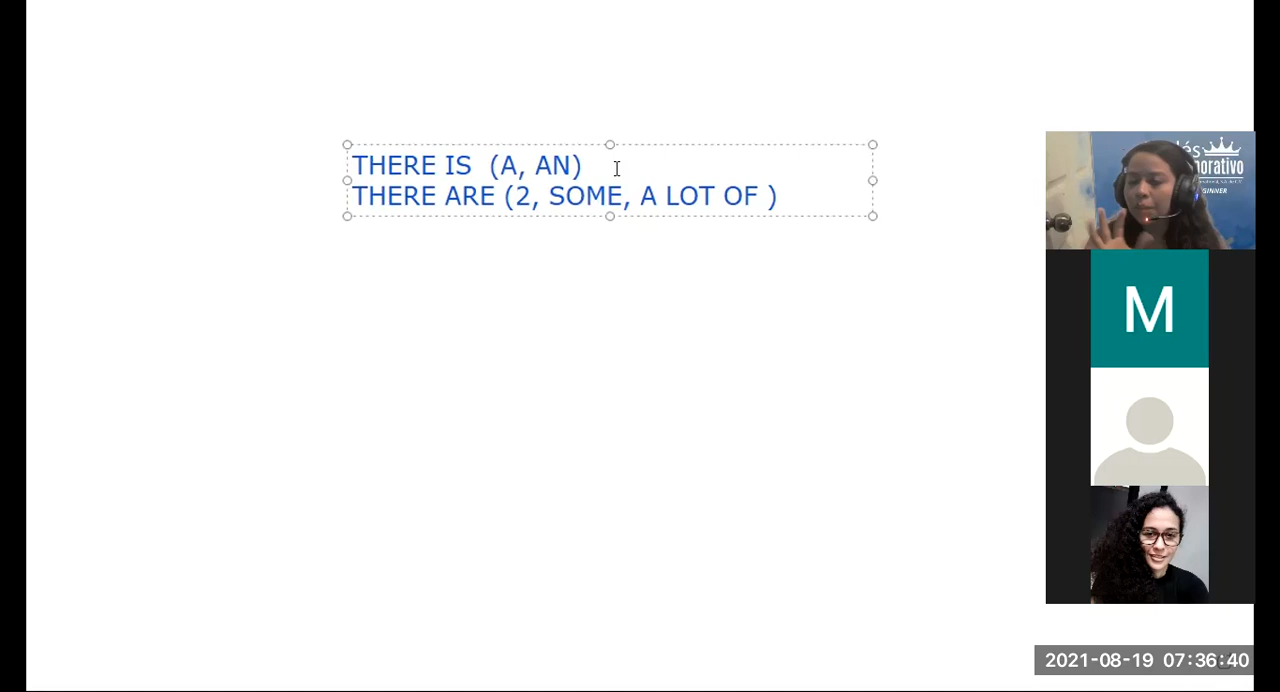 THERE IS (A, AN)
THERE ARE (2, SOME, A LOT OF )
M
2021-08-19 07:36:40